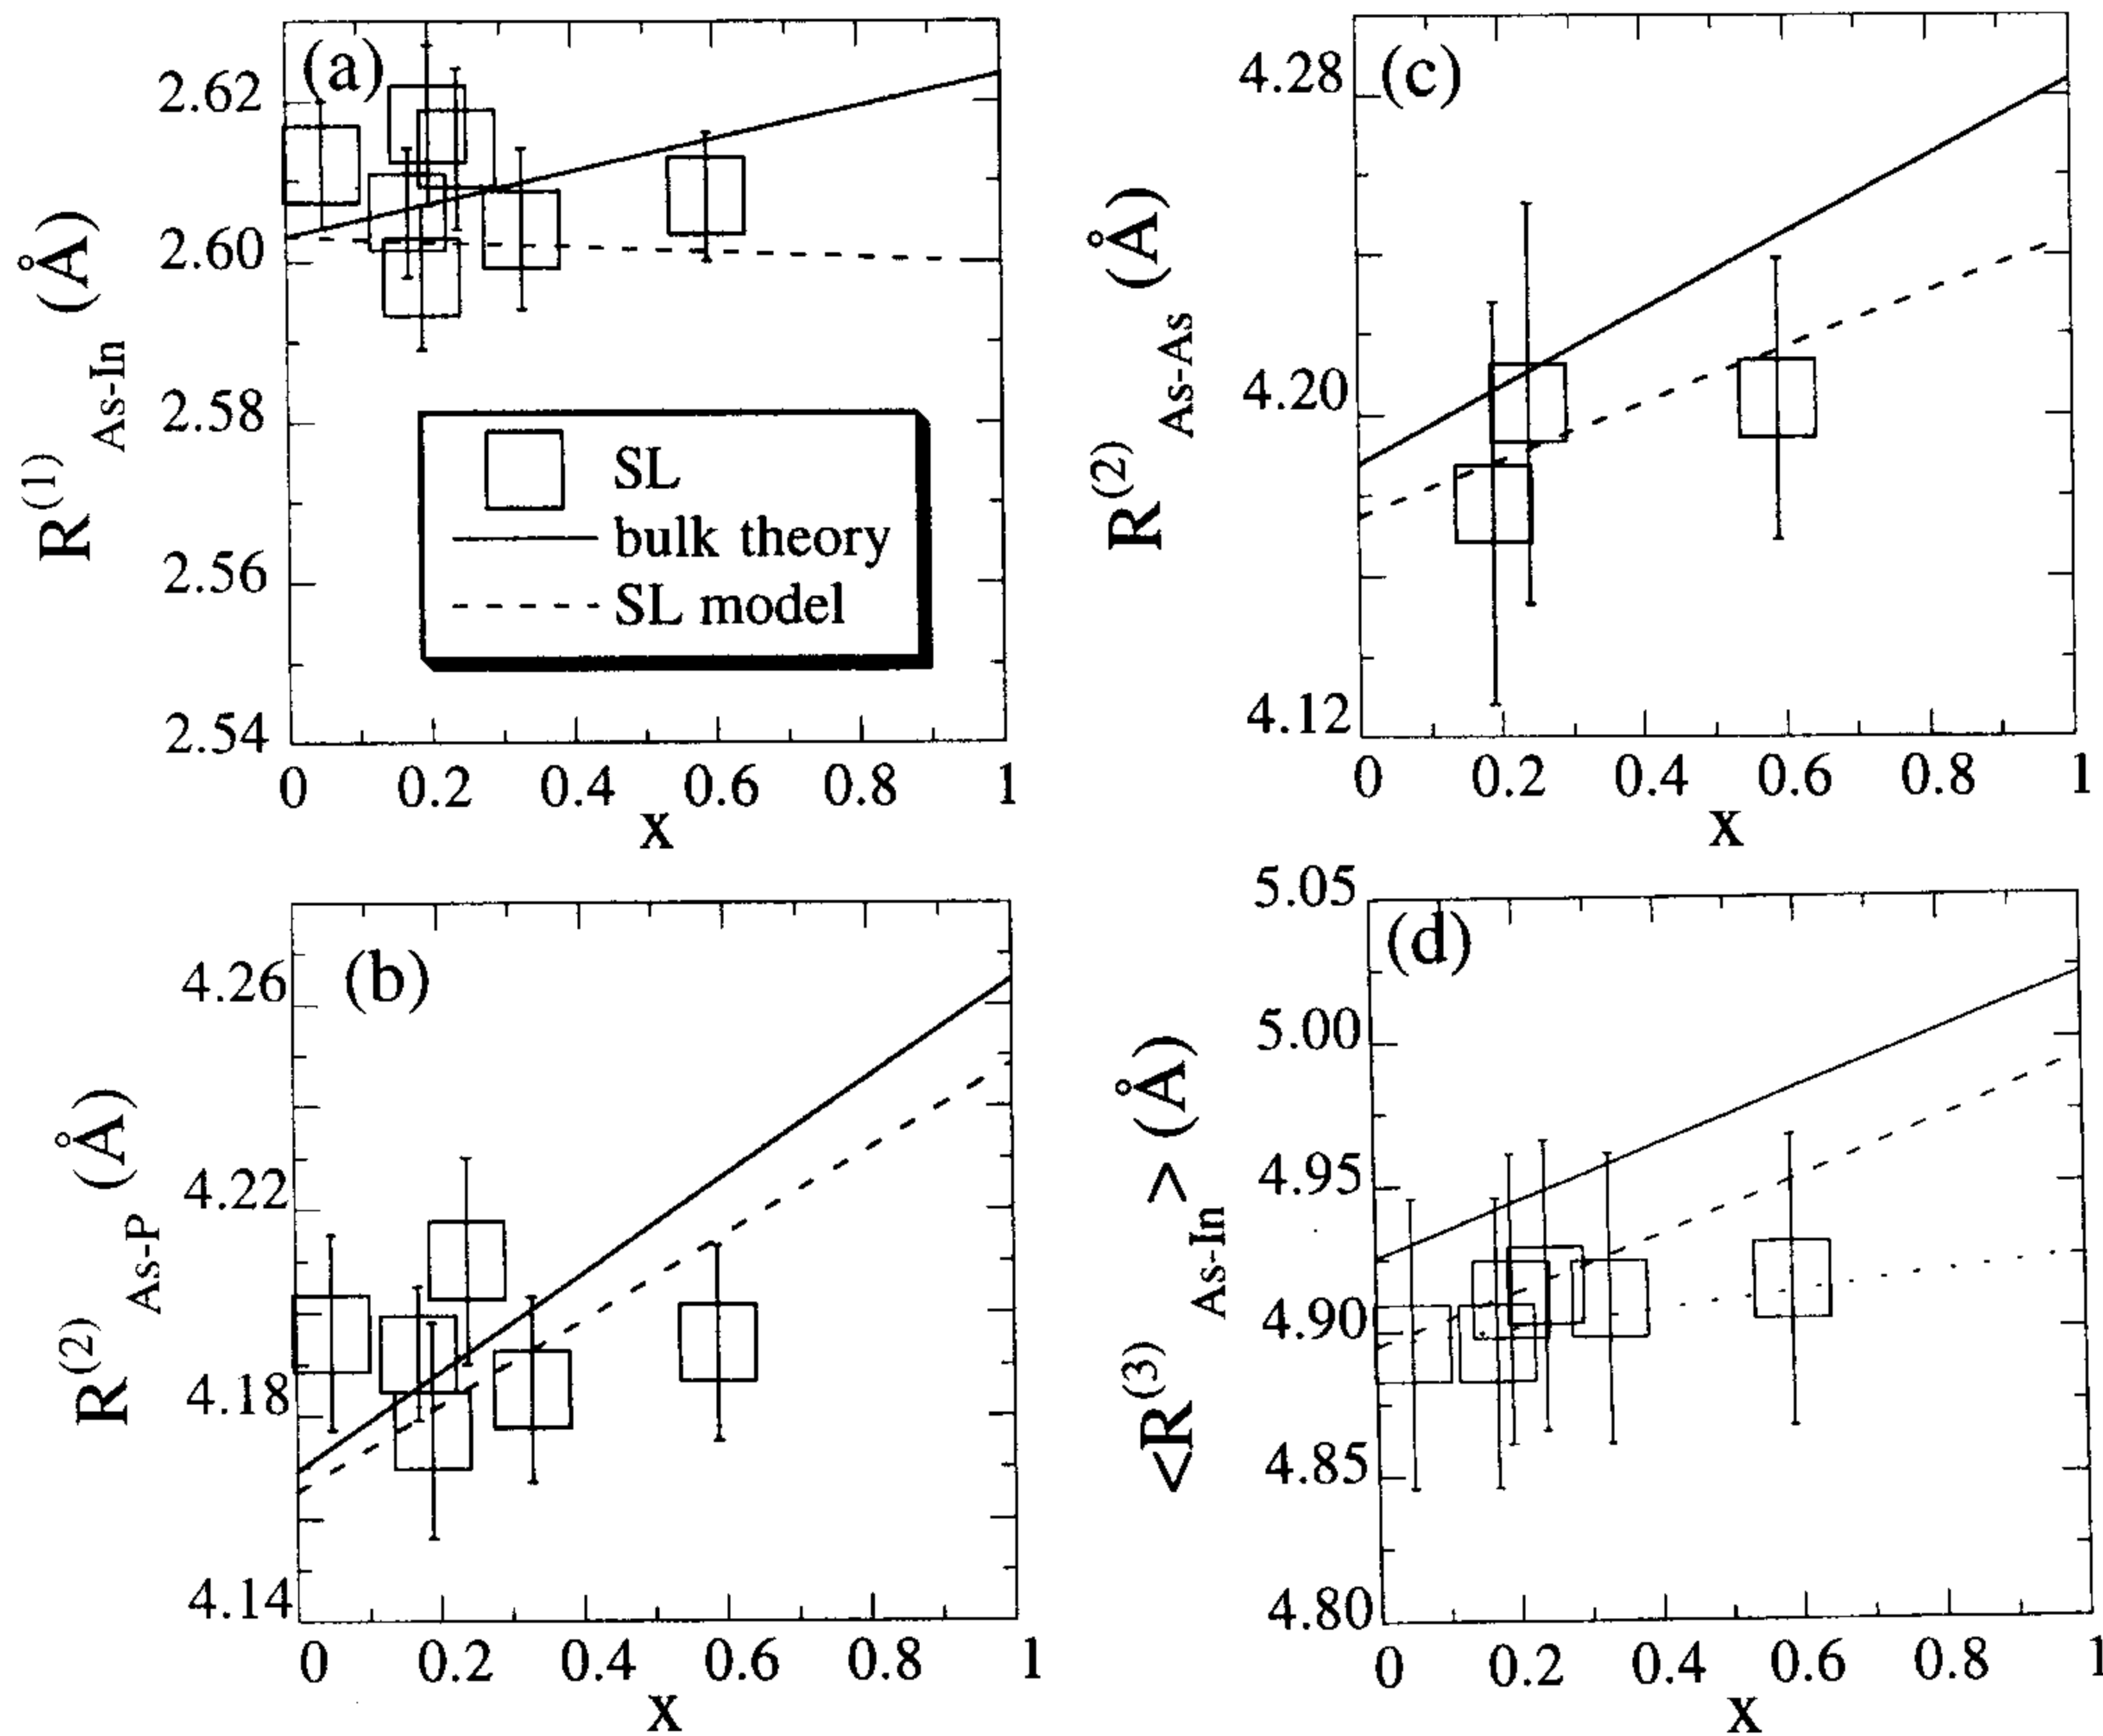 (a)
2.62
2.60
2.58
2.56
2.54
R(1) As-In (Å)
SL
bulk theory
SL model
0 0.2 0.4 0.6 0.8 1
x
(c)
4.28
4.20
4.12
R(2) As-As (Å)
0 0.2 0.4 0.6 0.8 1
x
(b)
4.26
4.22
4.18
4.14
R(2) As-P (Å)
0 0.2 0.4 0.6 0.8 1
x
(d)
5.05
5.00
4.95
4.90
4.85
4.80
<R(3) As-In> (Å)
0 0.2 0.4 0.6 0.8 1
x